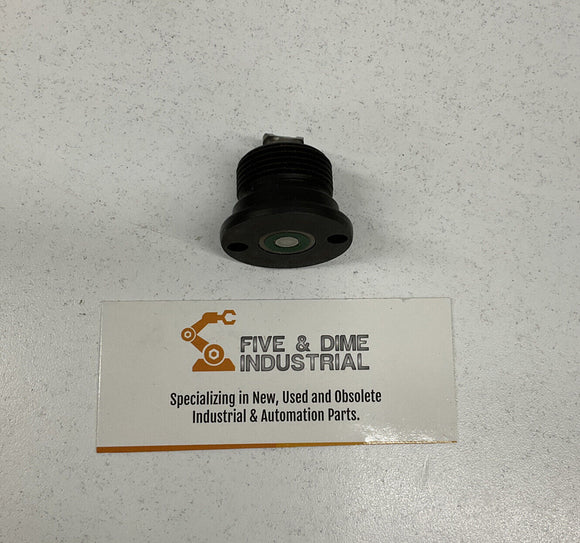 FIVE & DIME
INDUSTRIAL
Specializing in New, Used and Obsolete
Industrial & Automation Parts.